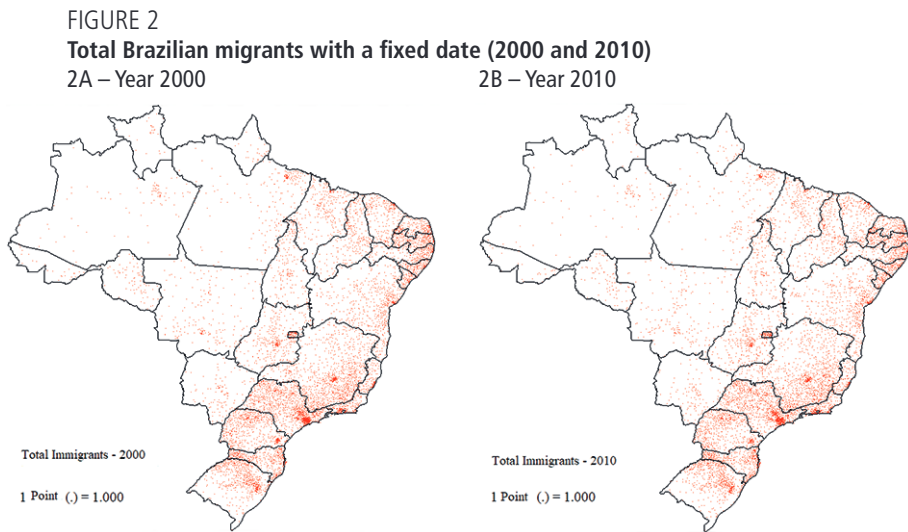 FIGURE 2
Total Brazilian migrants with a fixed date (2000 and 2010)
2A – Year 2000
2B – Year 2010
Total Immigrants - 2000
1 Point (.) = 1.000
Total Immigrants - 2010
1 Point (.) = 1.000